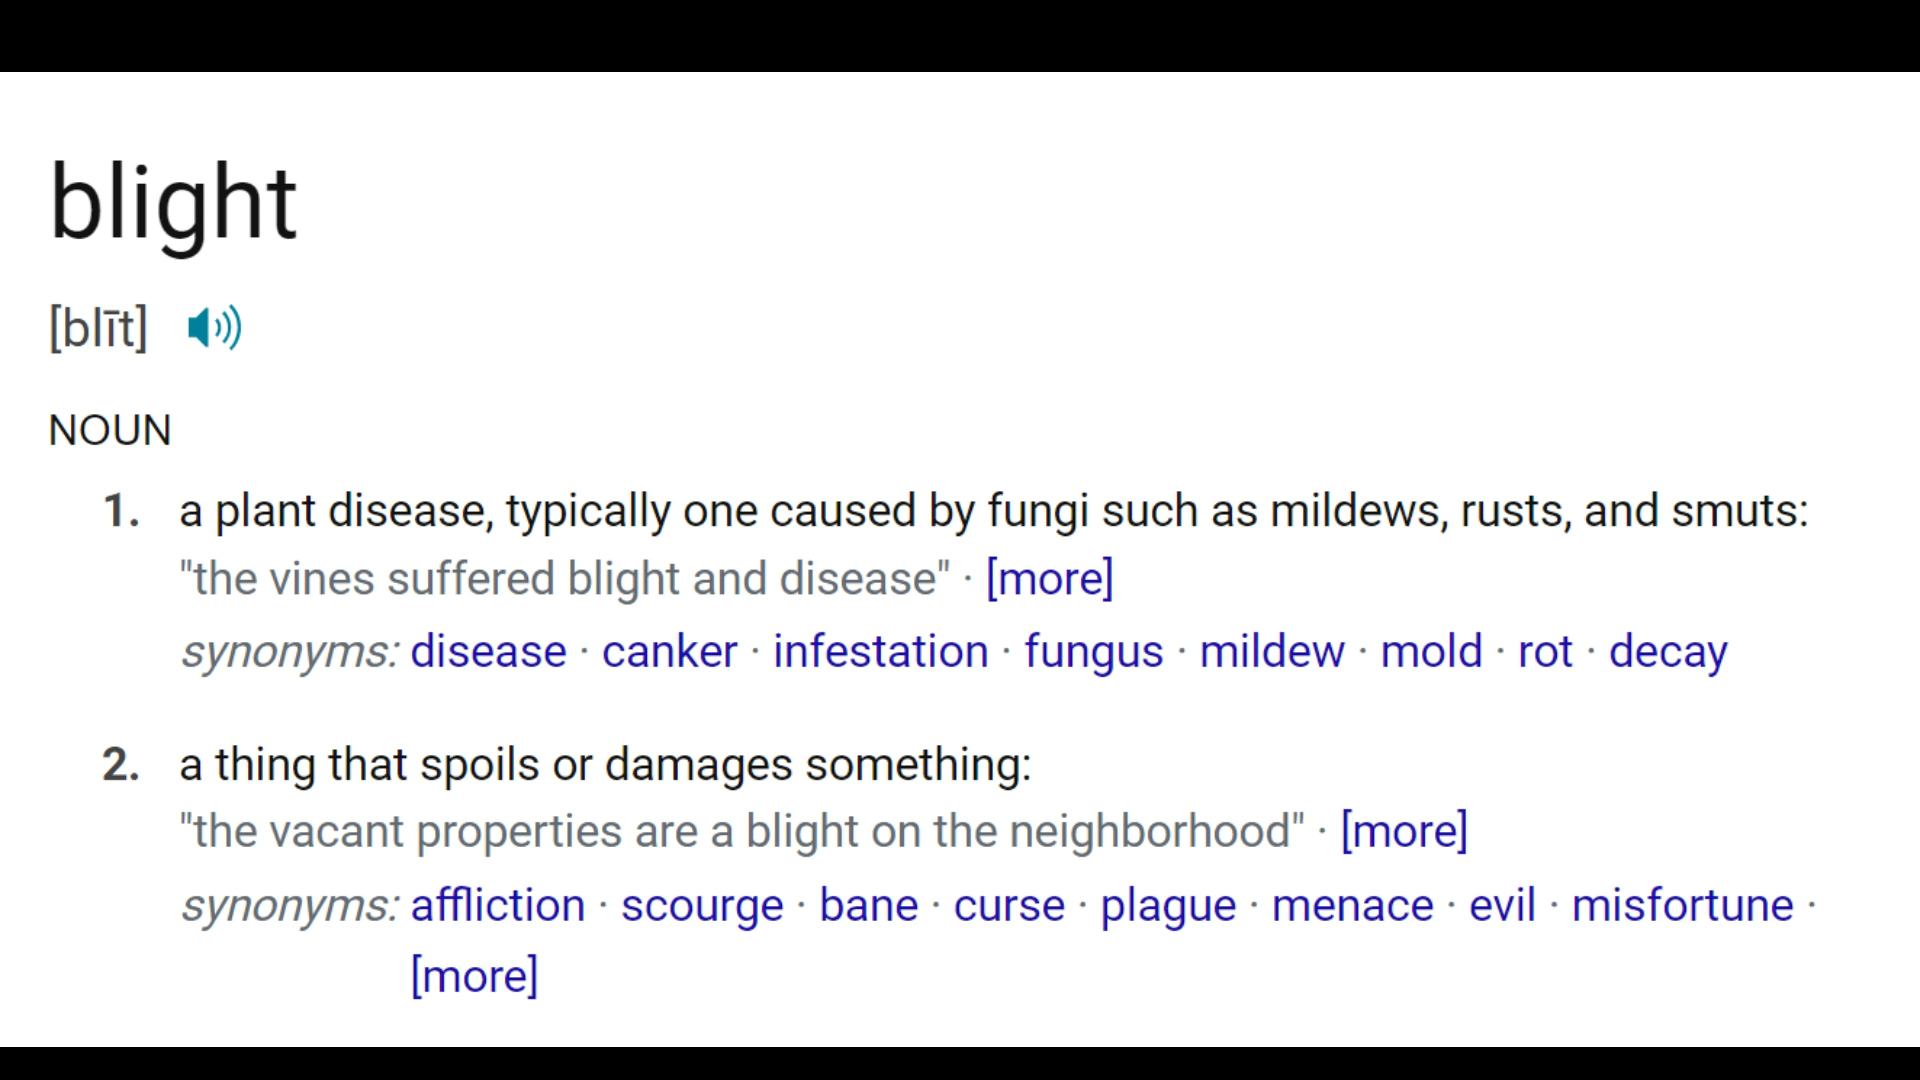 blight
[blīt]
NOUN
1. a plant disease, typically one caused by fungi such as mildews, rusts, and smuts:
"the vines suffered blight and disease" · [more]
synonyms: disease · canker · infestation · fungus · mildew · mold · rot · decay
2. a thing that spoils or damages something:
"the vacant properties are a blight on the neighborhood" · [more]
synonyms: affliction · scourge · bane · curse · plague · menace · evil · misfortune ·
[more]